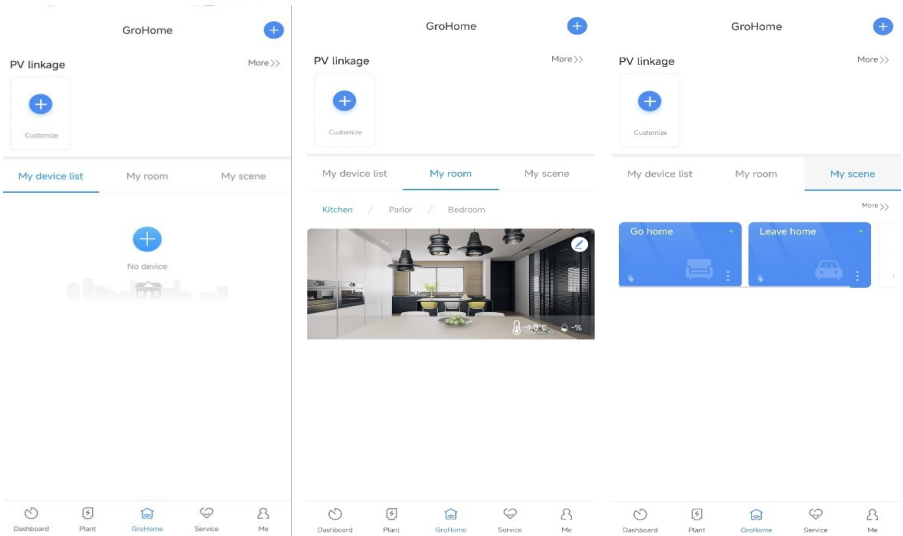 GroHome
PV linkage
More >>
Customize
My device list
My room
My scene
No device
Dashboard
Plant
GroHome
Service
Me
GroHome
PV linkage
More >>
Customize
My device list
My room
My scene
Kitchen / Parlor / Bedroom
-%
Dashboard
Plant
GroHome
Service
Me
GroHome
PV linkage
More >>
Customize
My device list
My room
My scene
More >>
Go home
Leave home
Dashboard
Plant
GroHome
Service
Me